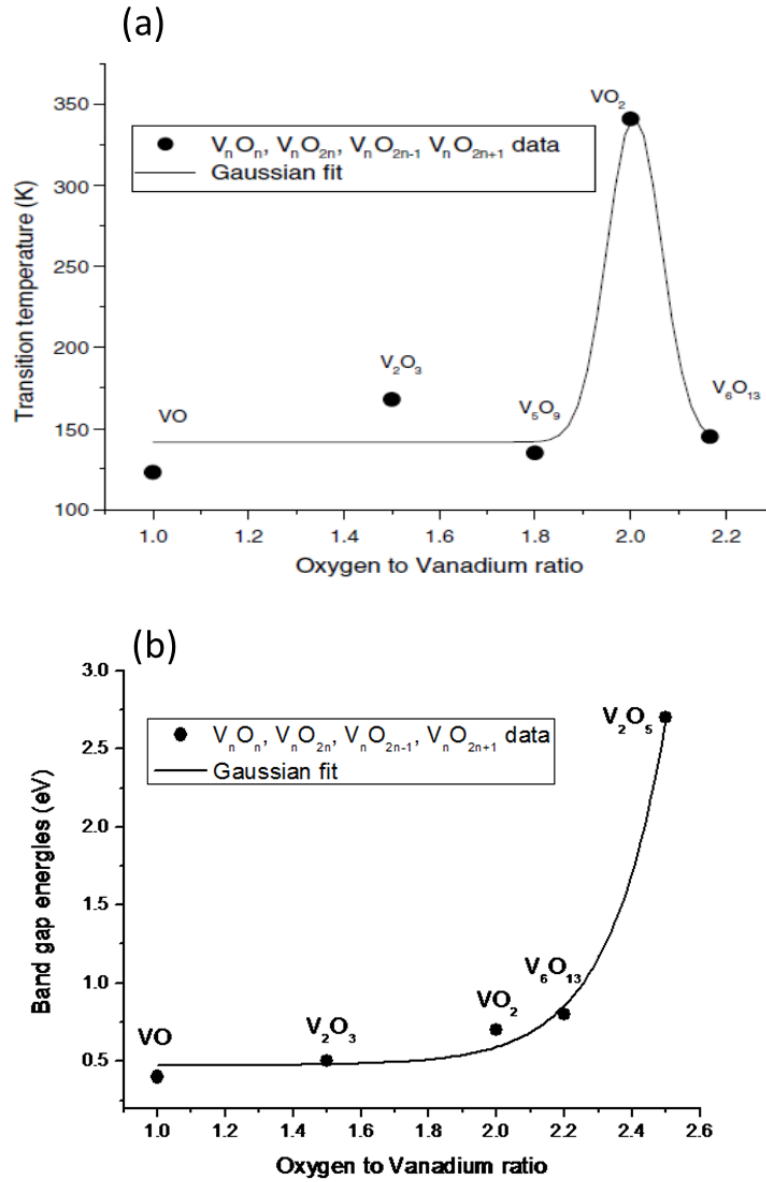 (a)
350
300
250
200
150
100
Transition temperature (K)
VₙOₙ, VₙO₂ₙ, VₙO₂ₙ₋₁ VₙO₂ₙ₊₁ data
Gaussian fit
VO₂
V₂O₃
VO
V₅O₉
V₆O₁₃
1.0 1.2 1.4 1.6 1.8 2.0 2.2
Oxygen to Vanadium ratio
(b)
3.0
2.5
2.0
1.5
1.0
0.5
Band gap energies (eV)
VₙOₙ, VₙO₂ₙ, VₙO₂ₙ₋₁, VₙO₂ₙ₊₁ data
Gaussian fit
V₂O₅
V₆O₁₃
VO₂
V₂O₃
VO
1.0 1.2 1.4 1.6 1.8 2.0 2.2 2.4 2.6
Oxygen to Vanadium ratio